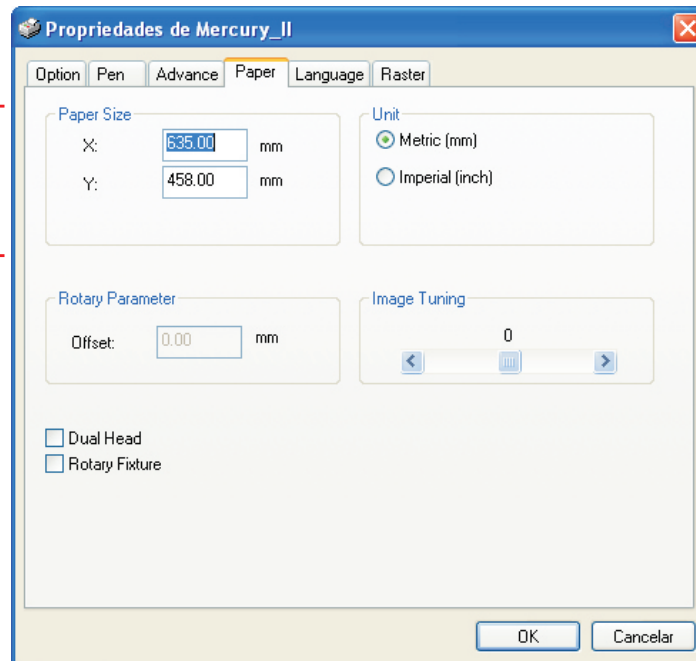 Propriedades de Mercury_II
Option Pen Advance Paper Language Raster
Paper Size
X: 635.00 mm
Y: 458.00 mm
Unit
Metric (mm)
Imperial (inch)
Rotary Parameter
Offset: 0.00 mm
Image Tuning
0
Dual Head
Rotary Fixture
OK Cancelar